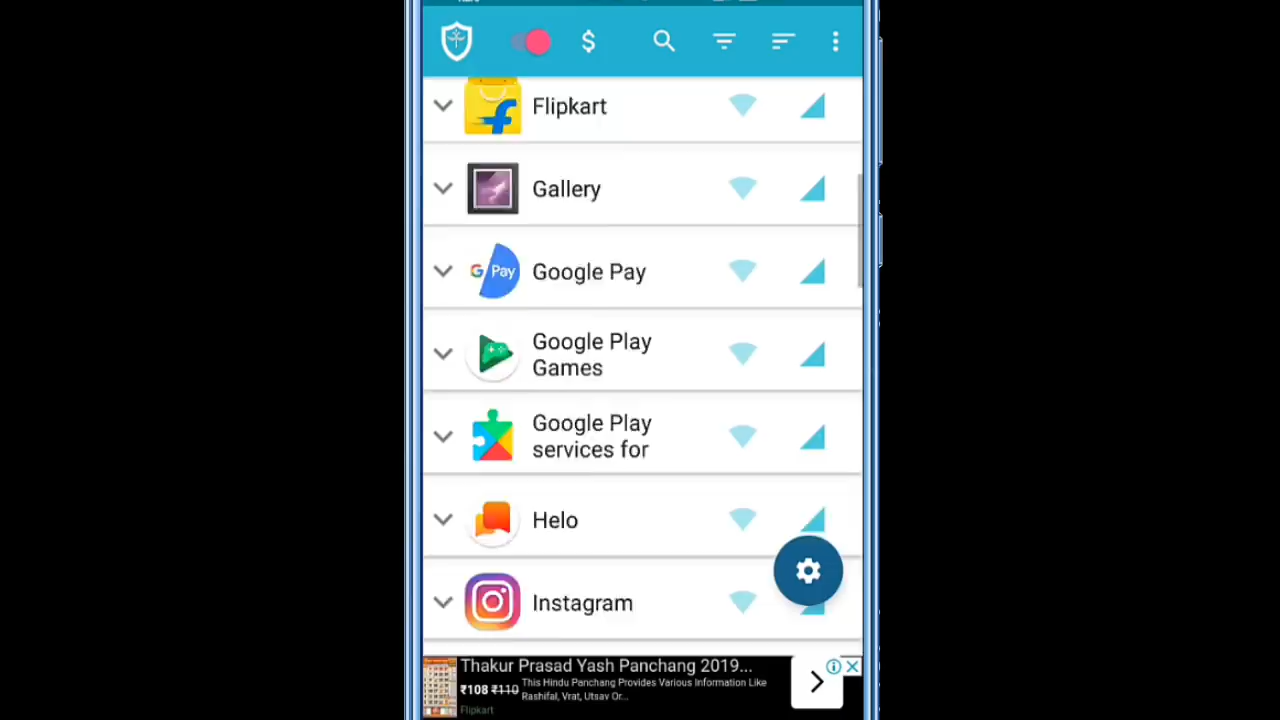 $
Flipkart
Gallery
G Pay
Google Pay
Google Play
Games
Google Play
services for
Helo
Instagram
Thakur Prasad Yash Panchang 2019...
₹108 ₹110
This Hindu Panchang Provides Various Information Like
Rashifal, Vrat, Utsav Or...
Flipkart